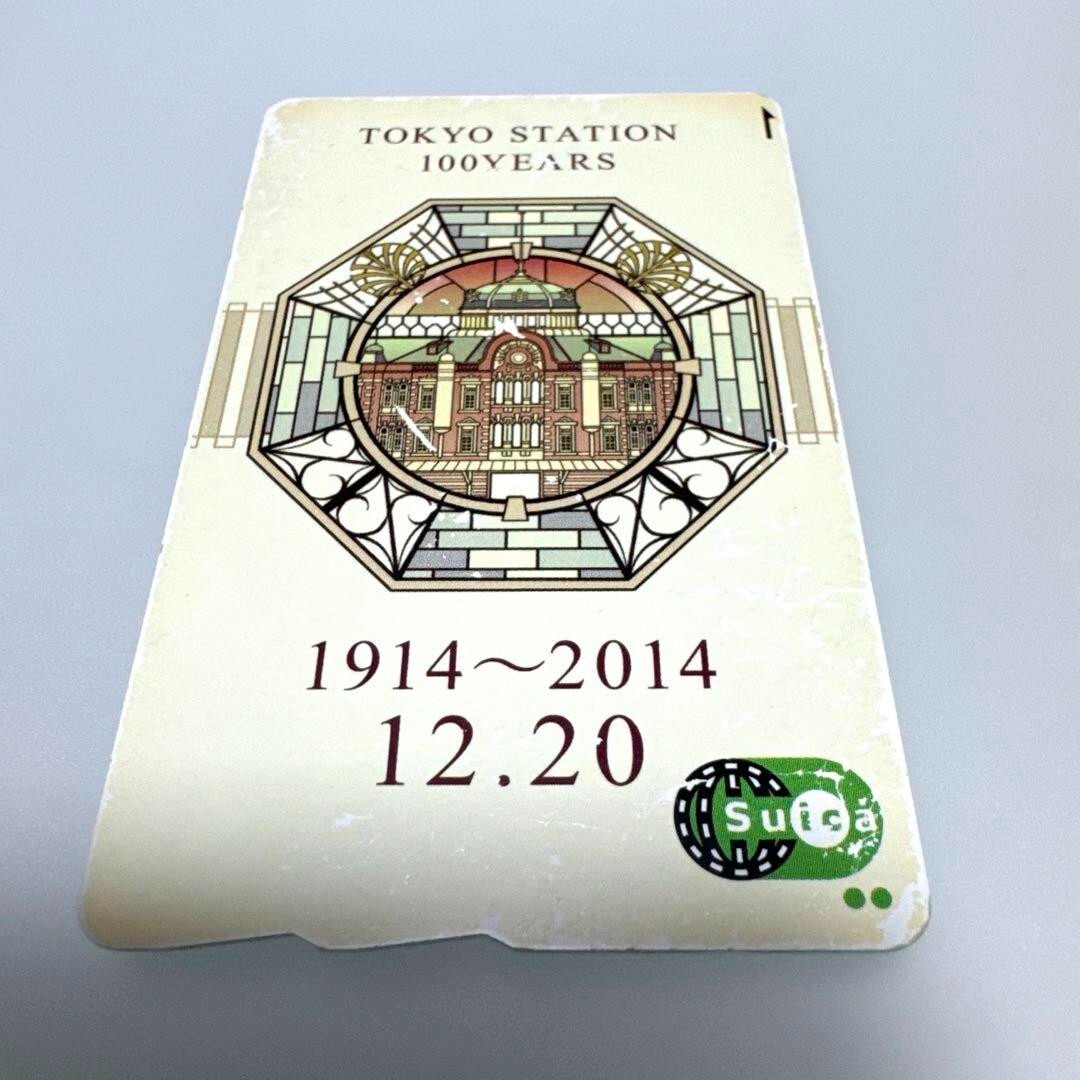 TOKYO STATION
100YEARS
1914～2014
12.20
Suica